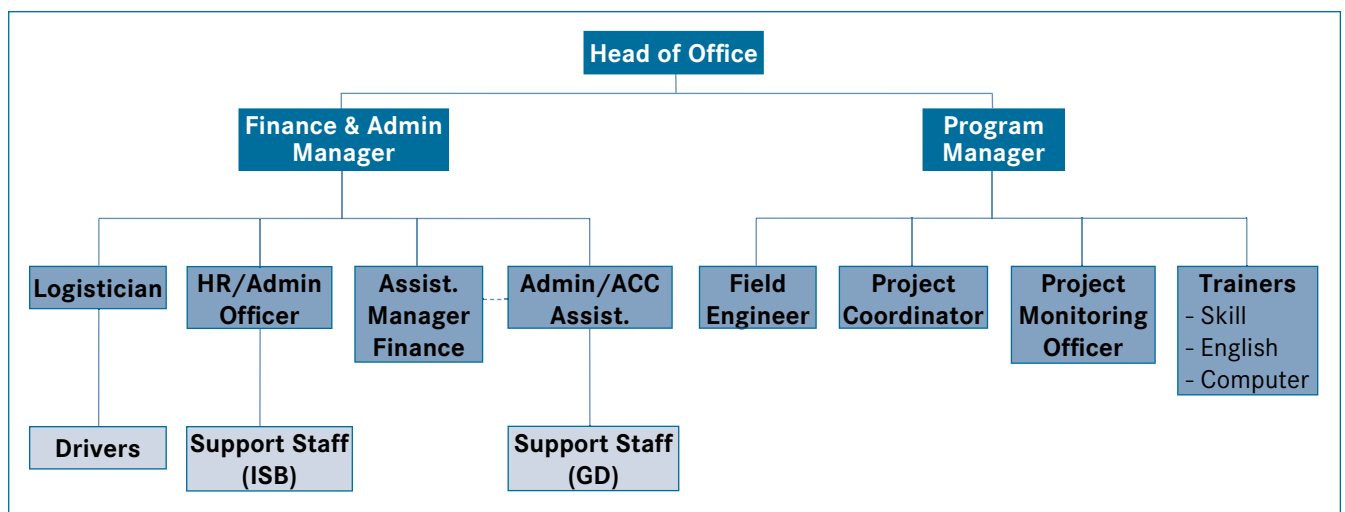 Head of Office
Finance & Admin
Manager
Program
Manager
Logistician
HR/Admin
Officer
Assist.
Manager
Finance
Admin/ACC
Assist.
Field
Engineer
Project
Coordinator
Project
Monitoring
Officer
Trainers
- Skill
- English
- Computer
Drivers
Support Staff
(ISB)
Support Staff
(GD)